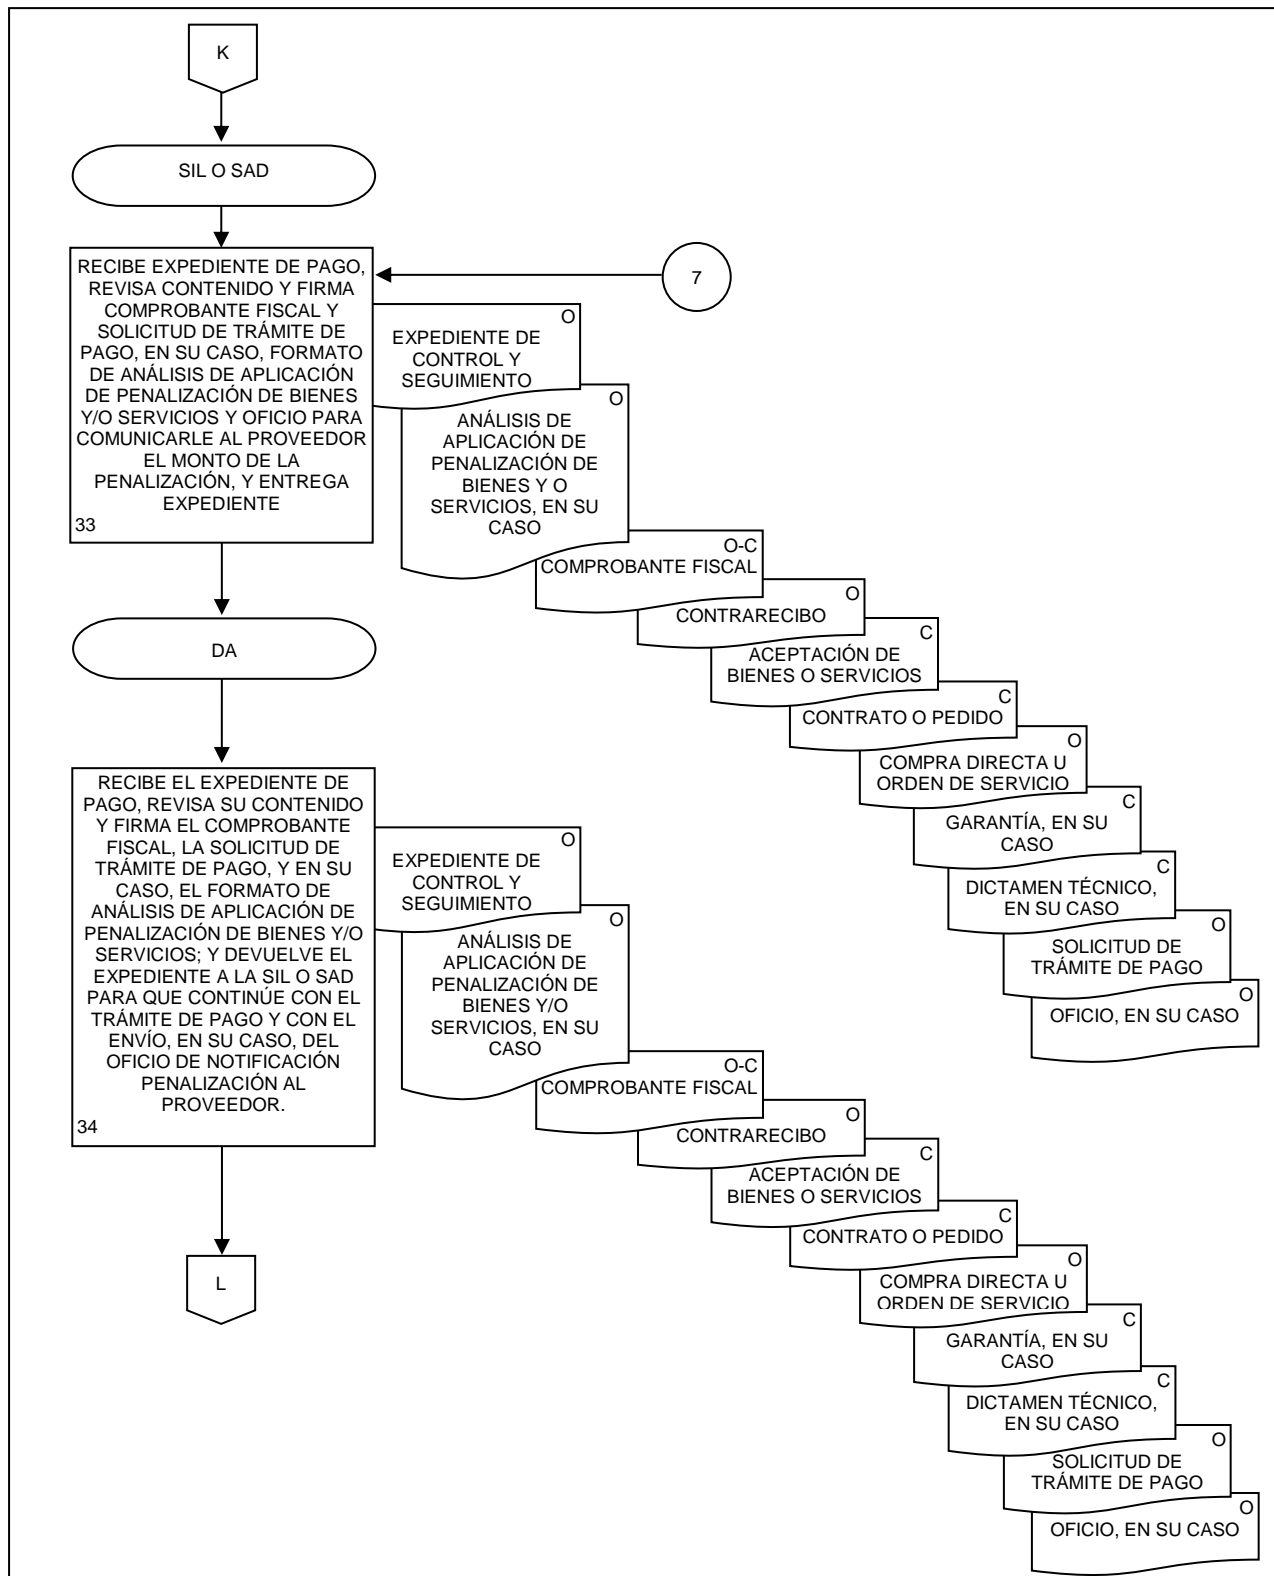 K
SIL O SAD
RECIBE EXPEDIENTE DE PAGO,
REVISA CONTENIDO Y FIRMA
COMPROBANTE FISCAL Y
SOLICITUD DE TRÁMITE DE
PAGO, EN SU CASO, FORMATO
DE ANÁLISIS DE APLICACIÓN
DE PENALIZACIÓN DE BIENES
Y/O SERVICIOS Y OFICIO PARA
COMUNICARLE AL PROVEEDOR
EL MONTO DE LA
PENALIZACIÓN, Y ENTREGA
EXPEDIENTE
33
7
O
EXPEDIENTE DE
CONTROL Y
SEGUIMIENTO
O
ANÁLISIS DE
APLICACIÓN DE
PENALIZACIÓN DE
BIENES Y O
SERVICIOS, EN SU
CASO
O-C
COMPROBANTE FISCAL
O
CONTRARECIBO
C
ACEPTACIÓN DE
BIENES O SERVICIOS
C
CONTRATO O PEDIDO
O
COMPRA DIRECTA U
ORDEN DE SERVICIO
C
GARANTÍA, EN SU
CASO
C
DICTAMEN TÉCNICO,
EN SU CASO
O
SOLICITUD DE
TRÁMITE DE PAGO
O
OFICIO, EN SU CASO
DA
RECIBE EL EXPEDIENTE DE
PAGO, REVISA SU CONTENIDO
Y FIRMA EL COMPROBANTE
FISCAL, LA SOLICITUD DE
TRÁMITE DE PAGO, Y EN SU
CASO, EL FORMATO DE
ANÁLISIS DE APLICACIÓN DE
PENALIZACIÓN DE BIENES Y/O
SERVICIOS; Y DEVUELVE EL
EXPEDIENTE A LA SIL O SAD
PARA QUE CONTINÚE CON EL
TRÁMITE DE PAGO Y CON EL
ENVÍO, EN SU CASO, DEL
OFICIO DE NOTIFICACIÓN
PENALIZACIÓN AL
PROVEEDOR.
34
O
EXPEDIENTE DE
CONTROL Y
SEGUIMIENTO
O
ANÁLISIS DE
APLICACIÓN DE
PENALIZACIÓN DE
BIENES Y/O
SERVICIOS, EN SU
CASO
O-C
COMPROBANTE FISCAL
O
CONTRARECIBO
C
ACEPTACIÓN DE
BIENES O SERVICIOS
C
CONTRATO O PEDIDO
O
COMPRA DIRECTA U
ORDEN DE SERVICIO
C
GARANTÍA, EN SU
CASO
C
DICTAMEN TÉCNICO,
EN SU CASO
O
SOLICITUD DE
TRÁMITE DE PAGO
O
OFICIO, EN SU CASO
L